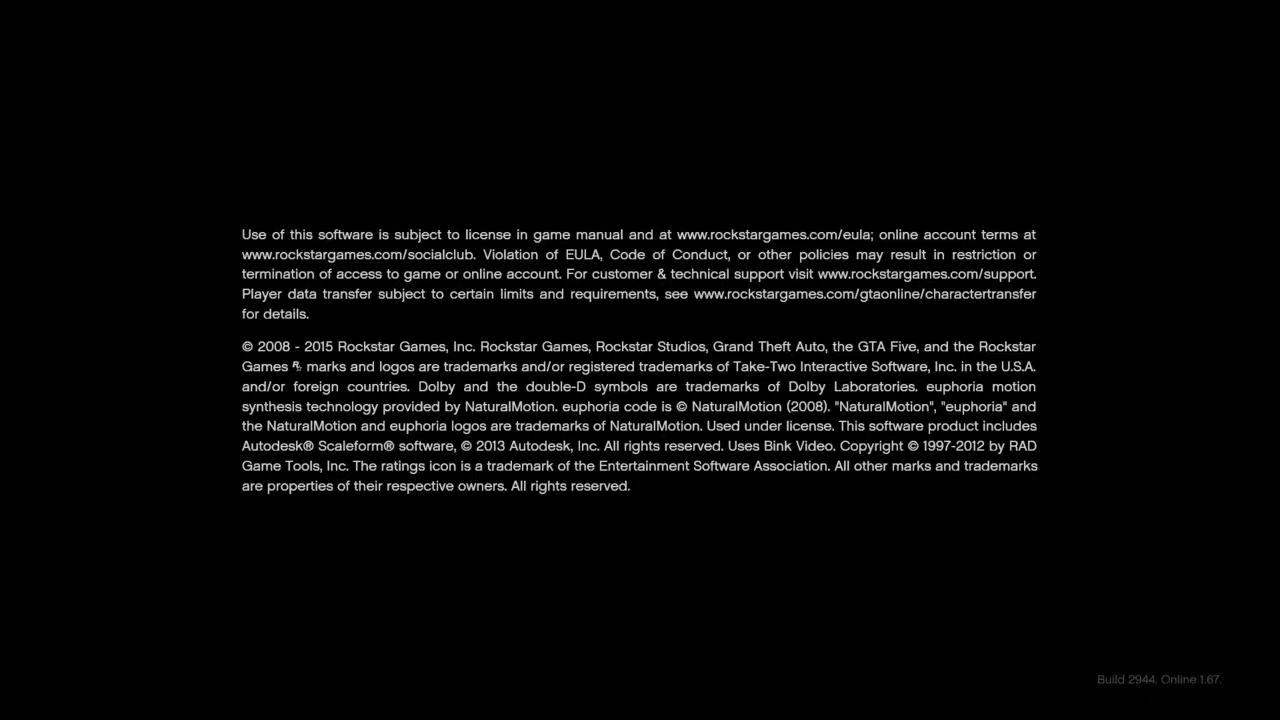 Use of this software is subject to license in game manual and at www.rockstargames.com/eula; online account terms at
www.rockstargames.com/socialclub. Violation of EULA, Code of Conduct, or other policies may result in restriction or
termination of access to game or online account. For customer & technical support visit www.rockstargames.com/support.
Player data transfer subject to certain limits and requirements, see www.rockstargames.com/gtaonline/charactertransfer
for details.
© 2008 - 2015 Rockstar Games, Inc. Rockstar Games, Rockstar Studios, Grand Theft Auto, the GTA Five, and the Rockstar
Games R* marks and logos are trademarks and/or registered trademarks of Take-Two Interactive Software, Inc. in the U.S.A.
and/or foreign countries. Dolby and the double-D symbols are trademarks of Dolby Laboratories. euphoria motion
synthesis technology provided by NaturalMotion. euphoria code is © NaturalMotion (2008). "NaturalMotion", "euphoria" and
the NaturalMotion and euphoria logos are trademarks of NaturalMotion. Used under license. This software product includes
Autodesk® Scaleform® software, © 2013 Autodesk, Inc. All rights reserved. Uses Bink Video. Copyright © 1997-2012 by RAD
Game Tools, Inc. The ratings icon is a trademark of the Entertainment Software Association. All other marks and trademarks
are properties of their respective owners. All rights reserved.
Build 2944. Online 1.67.